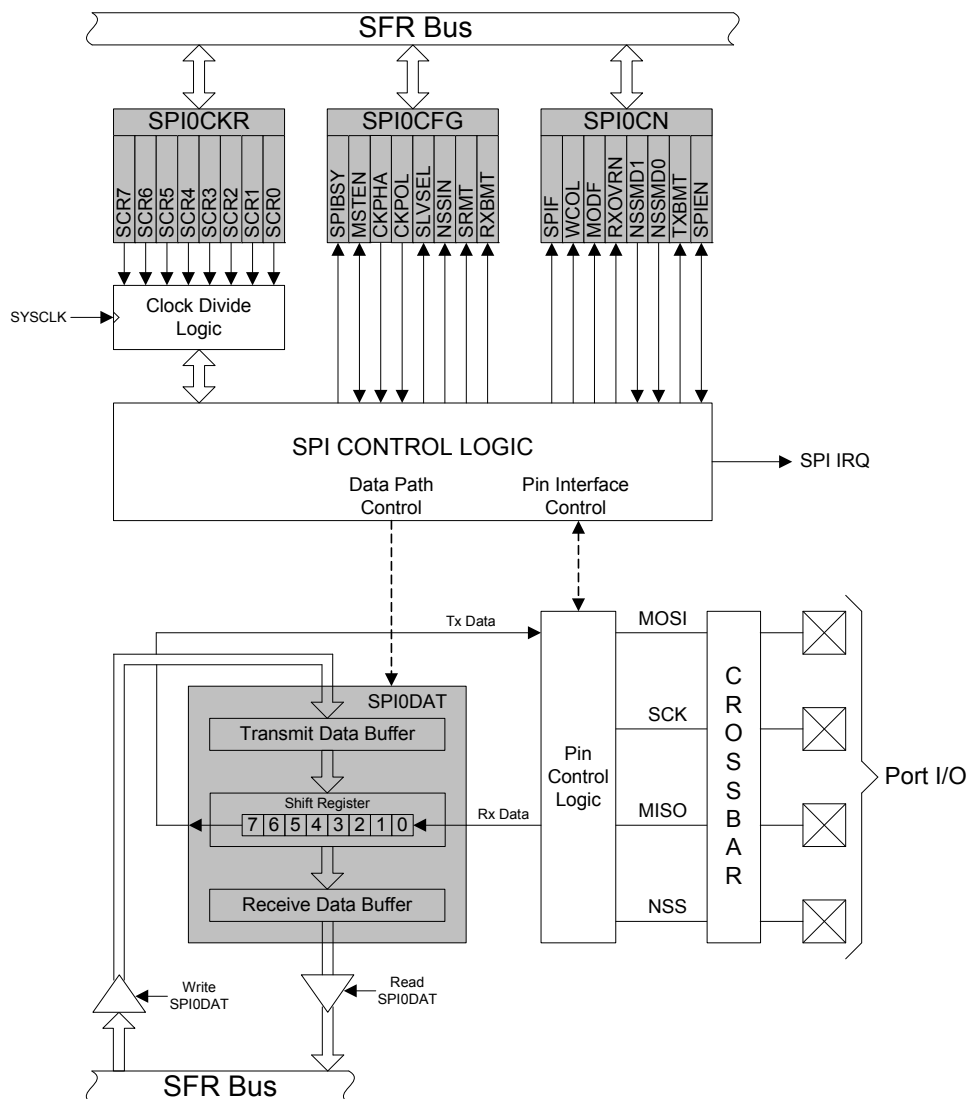 SFR Bus
SPI0CKR
SCR7
SCR6
SCR5
SCR4
SCR3
SCR2
SCR1
SCR0
SPI0CFG
SPIBSY
MSTEN
CKPHA
CKPOL
SLVSEL
NSSIN
SRMT
RXBMT
SPI0CN
SPIF
WCOL
MODF
RXOVRN
NSSMD1
NSSMD0
TXBMT
SPIEN
SYSCLK
Clock Divide
Logic
SPI CONTROL LOGIC
SPI IRQ
Data Path
Control
Pin Interface
Control
Tx Data
MOSI
SPI0DAT
Transmit Data Buffer
SCK
Shift Register
7 6 5 4 3 2 1 0
Rx Data
Pin
Control
Logic
MISO
Receive Data Buffer
NSS
CROSSBAR
Port I/O
Write
SPI0DAT
Read
SPI0DAT
SFR Bus